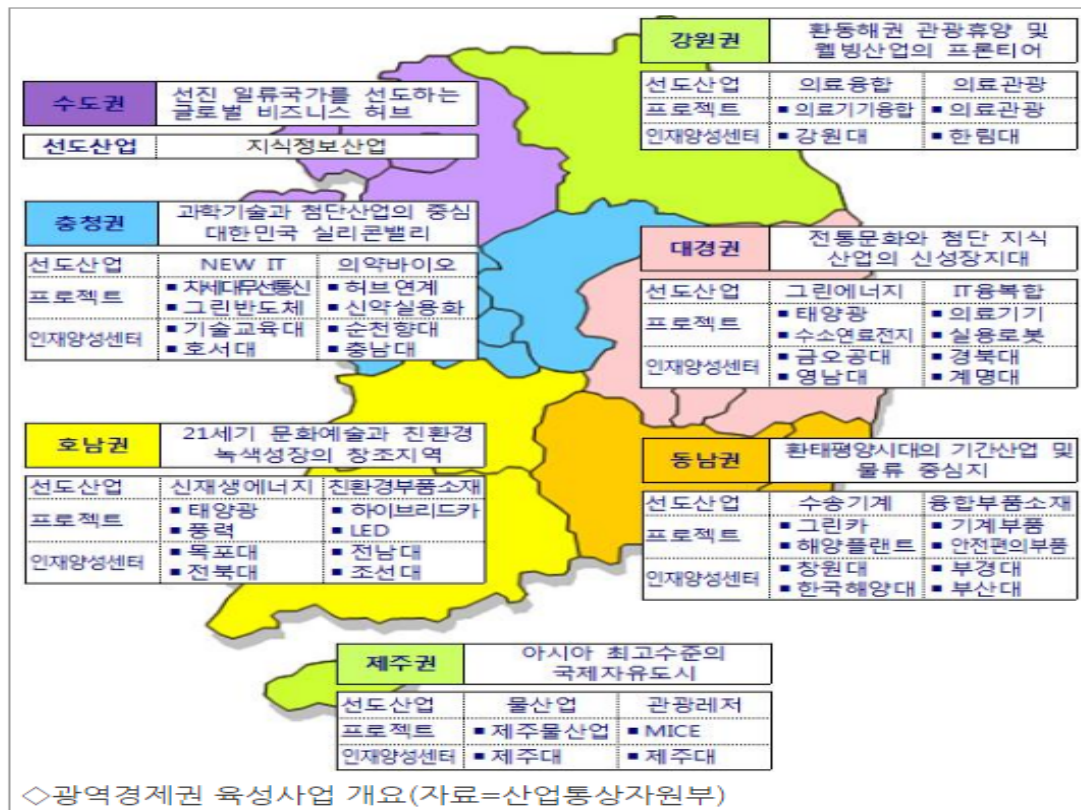 수도권 선진 일류국가를 선도하는
글로벌 비즈니스 허브
선도산업 지식정보산업
강원권 환동해권 관광휴양 및
웰빙산업의 프론티어
선도산업 의료융합 의료관광
프로젝트 ▪의료기기융합 ▪의료관광
인재양성센터 ▪강원대 ▪한림대
충청권 과학기술과 첨단산업의 중심
대한민국 실리콘밸리
선도산업 NEW IT 의약바이오
프로젝트 ▪차세대무선통신 ▪허브연계
▪그린반도체 ▪신약실용화
인재양성센터 ▪기술교육대 ▪순천향대
▪호서대 ▪충남대
대경권 전통문화와 첨단 지식
산업의 신성장지대
선도산업 그린에너지 IT융복합
프로젝트 ▪태양광 ▪의료기기
▪수소연료전지 ▪실용로봇
인재양성센터 ▪금오공대 ▪경북대
▪영남대 ▪계명대
호남권 21세기 문화예술과 친환경
녹색성장의 창조지역
선도산업 신재생에너지 친환경부품소재
프로젝트 ▪태양광 ▪하이브리드카
▪풍력 ▪LED
인재양성센터 ▪목포대 ▪전남대
▪전북대 ▪조선대
동남권 환태평양시대의 기간산업 및
물류 중심지
선도산업 수송기계 융합부품소재
프로젝트 ▪그린카 ▪기계부품
▪해양플랜트 ▪안전편의부품
인재양성센터 ▪창원대 ▪부경대
▪한국해양대 ▪부산대
제주권 아시아 최고수준의
국제자유도시
선도산업 물산업 관광레저
프로젝트 ▪제주물산업 ▪MICE
인재양성센터 ▪제주대 ▪제주대
◇광역경제권 육성사업 개요(자료=산업통상자원부)